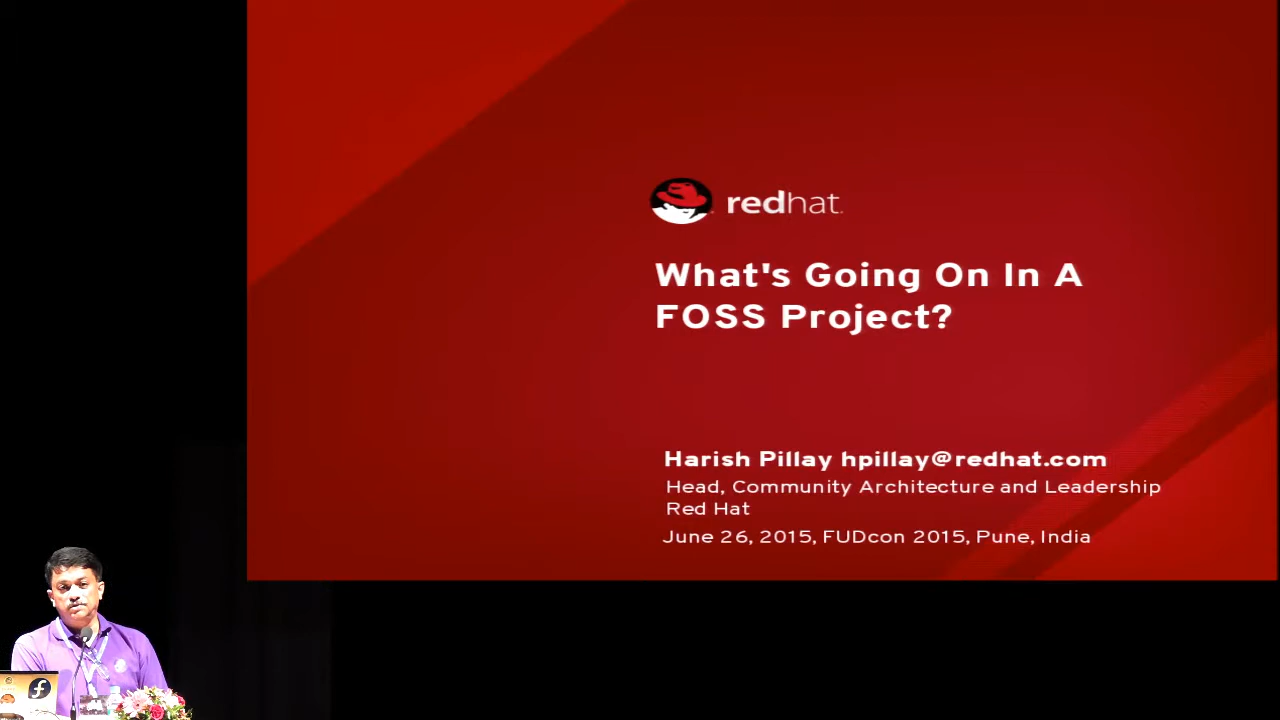 redhat.
What's Going On In A
FOSS Project?
Harish Pillay hpillay@redhat.com
Head, Community Architecture and Leadership
Red Hat
June 26, 2015, FUDcon 2015, Pune, India